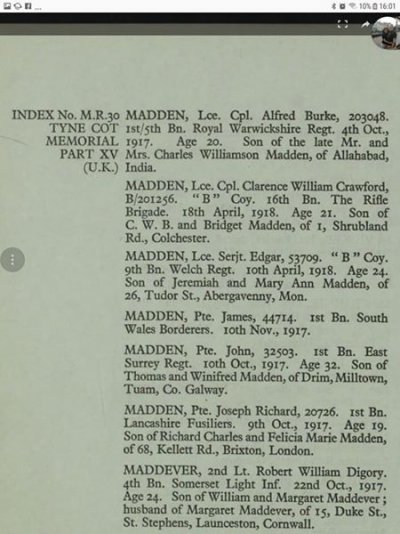 10% 16:01
INDEX No. M.R.30
TYNE COT
MEMORIAL
PART XV
(U.K.)
MADDEN, Lce. Cpl. Alfred Burke, 203048.
1st/5th Bn. Royal Warwickshire Regt. 4th Oct.,
1917. Age 20. Son of the late Mr. and
Mrs. Charles Williamson Madden, of Allahabad,
India.
MADDEN, Lce. Cpl. Clarence William Crawford,
B/201256. "B" Coy. 16th Bn. The Rifle
Brigade. 18th April, 1918. Age 21. Son of
C. W. B. and Bridget Madden, of 1, Shrubland
Rd., Colchester.
MADDEN, Lce. Serjt. Edgar, 53709. "B" Coy.
9th Bn. Welch Regt. 10th April, 1918. Age 24.
Son of Jeremiah and Mary Ann Madden, of
26, Tudor St., Abergavenny, Mon.
MADDEN, Pte. James, 44714. 1st Bn. South
Wales Borderers. 10th Nov., 1917.
MADDEN, Pte. John, 32503. 1st Bn. East
Surrey Regt. 10th Oct., 1917. Age 32. Son of
Thomas and Winifred Madden, of Drim, Milltown,
Tuam, Co. Galway.
MADDEN, Pte. Joseph Richard, 20726. 1st Bn.
Lancashire Fusiliers. 9th Oct., 1917. Age 19.
Son of Richard Charles and Felicia Marie Madden,
of 68, Kellett Rd., Brixton, London.
MADDEVER, 2nd Lt. Robert William Digory.
4th Bn. Somerset Light Inf. 22nd Oct., 1917.
Age 24. Son of William and Margaret Maddever;
husband of Margaret Maddever, of 15, Duke St.,
St. Stephens, Launceston, Cornwall.